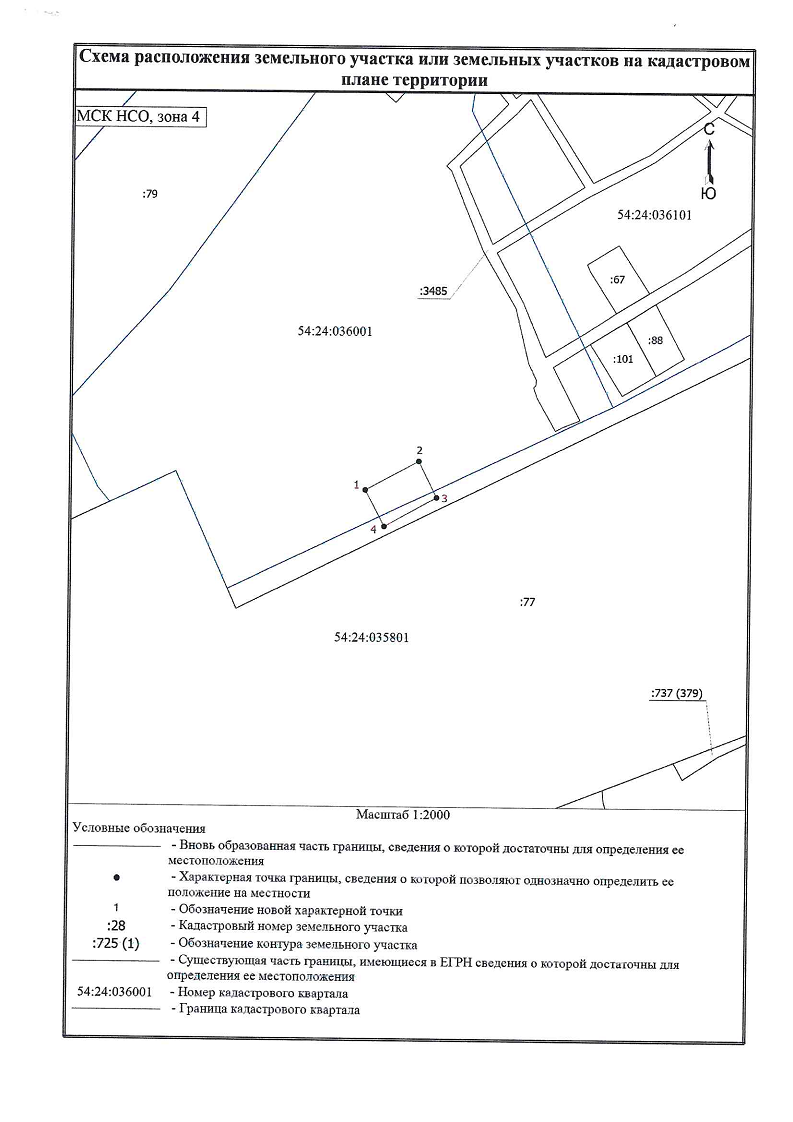 Схема расположения земельного участка или земельных участков на кадастровом
плане территории
МСК НСО, зона 4
С
Ю
:79
54:24:036101
:67
:3485
54:24:036001
:88
:101
2
1
3
4
:77
54:24:035801
:737 (379)
Масштаб 1:2000
Условные обозначения
- Вновь образованная часть границы, сведения о которой достаточны для определения ее
местоположения
- Характерная точка границы, сведения о которой позволяют однозначно определить ее
положение на местности
1 - Обозначение новой характерной точки
:28 - Кадастровый номер земельного участка
:725 (1) - Обозначение контура земельного участка
- Существующая часть границы, имеющиеся в ЕГРН сведения о которой достаточны для
определения ее местоположения
54:24:036001 - Номер кадастрового квартала
- Граница кадастрового квартала